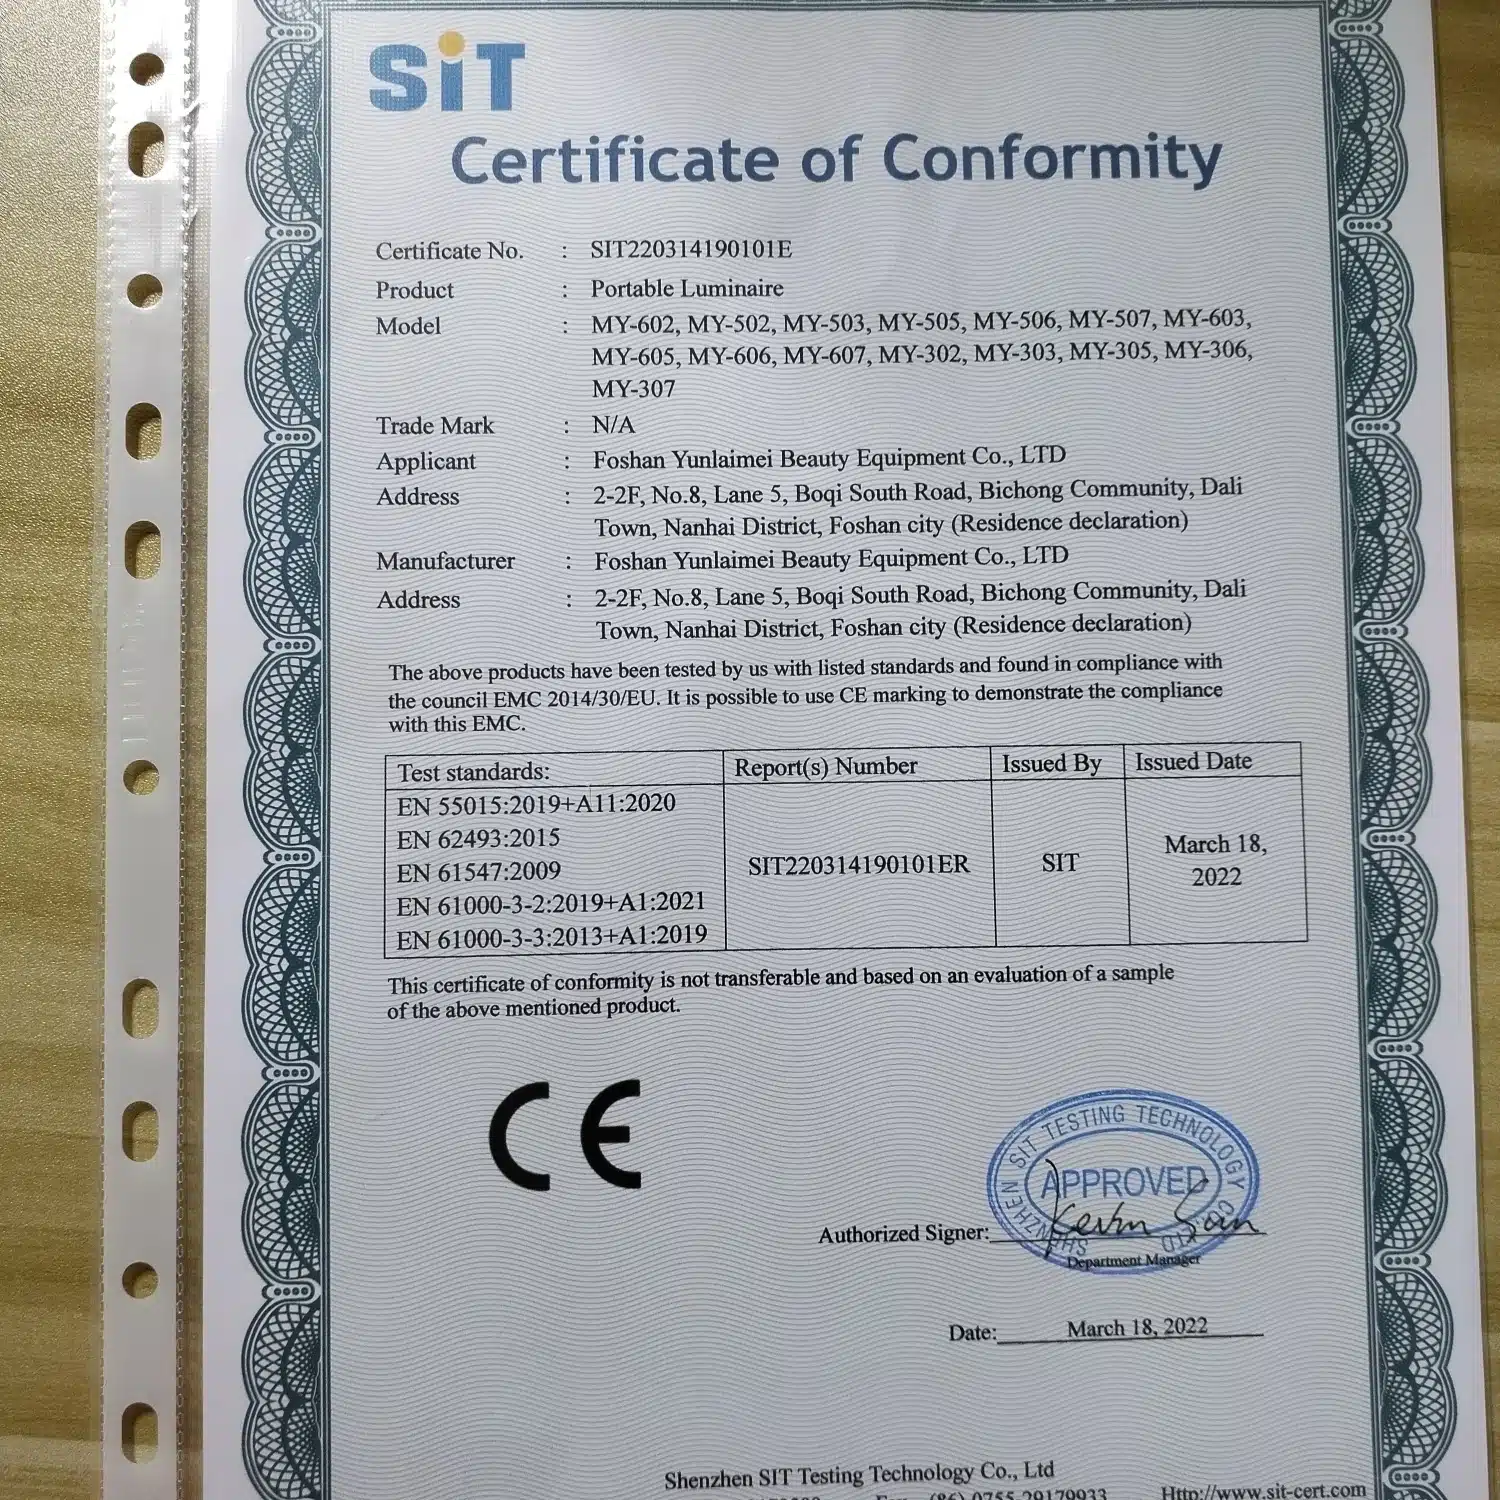 SiT
Certificate of Conformity
Certificate No. : SIT220314190101E
Product : Portable Luminaire
Model : MY-602, MY-502, MY-503, MY-505, MY-506, MY-507, MY-603,
MY-605, MY-606, MY-607, MY-302, MY-303, MY-305, MY-306,
MY-307
Trade Mark : N/A
Applicant : Foshan Yunlaimei Beauty Equipment Co., LTD
Address : 2-2F, No.8, Lane 5, Boqi South Road, Bichong Community, Dali
Town, Nanhai District, Foshan city (Residence declaration)
Manufacturer : Foshan Yunlaimei Beauty Equipment Co., LTD
Address : 2-2F, No.8, Lane 5, Boqi South Road, Bichong Community, Dali
Town, Nanhai District, Foshan city (Residence declaration)
The above products have been tested by us with listed standards and found in compliance with
the council EMC 2014/30/EU. It is possible to use CE marking to demonstrate the compliance
with this EMC.
Test standards: Report(s) Number Issued By Issued Date
EN 55015:2019+A11:2020
EN 62493:2015
EN 61547:2009
EN 61000-3-2:2019+A1:2021
EN 61000-3-3:2013+A1:2019
SIT220314190101ER
SIT
March 18,
2022
This certificate of conformity is not transferable and based on an evaluation of a sample
of the above mentioned product.
CE
SHENZHEN SIT TESTING TECHNOLOGY CO.,LTD
APPROVED
Authorized Signer:
Department Manager
Date: March 18, 2022
Shenzhen SIT Testing Technology Co., Ltd
(86) 0755-29179933 Http://www.sit-cert.com